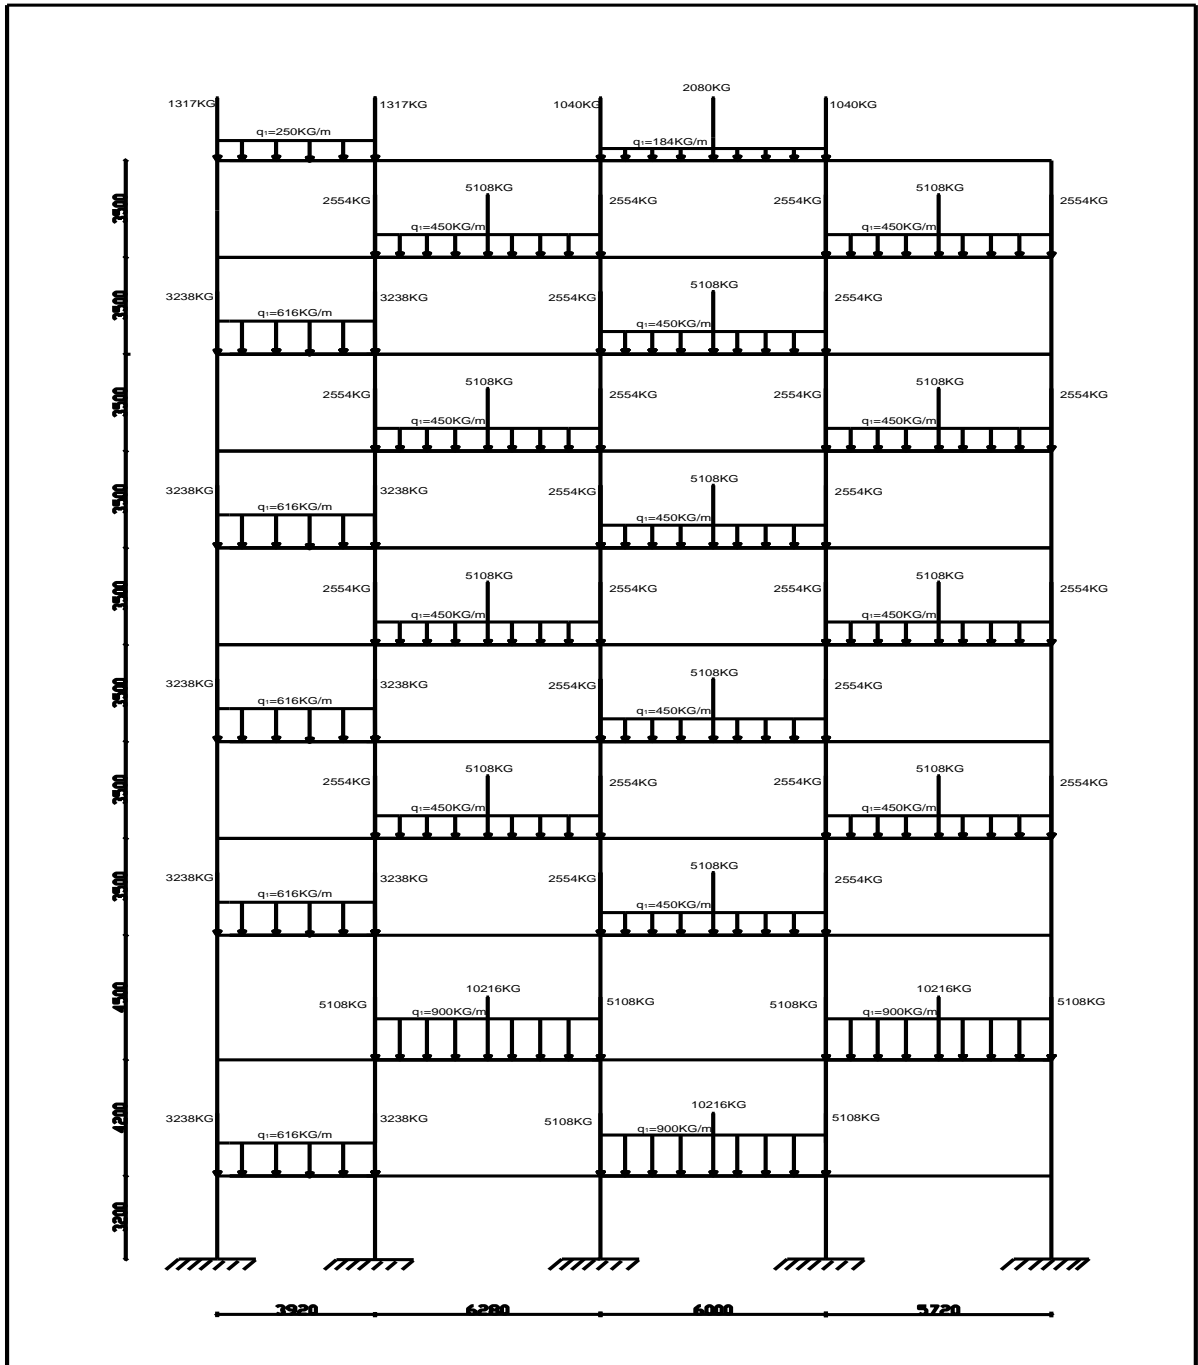 2080KG
1317KG 1317KG 1040KG 1040KG
q₁=250KG/m q₁=184KG/m
5108KG 5108KG
3500 2554KG 2554KG 2554KG 2554KG
q₁=450KG/m q₁=450KG/m
5108KG
3500 3238KG 3238KG 2554KG 2554KG
q₁=616KG/m q₁=450KG/m
5108KG 5108KG
3500 2554KG 2554KG 2554KG 2554KG
q₁=450KG/m q₁=450KG/m
5108KG
3500 3238KG 3238KG 2554KG 2554KG
q₁=616KG/m q₁=450KG/m
5108KG 5108KG
3500 2554KG 2554KG 2554KG 2554KG
q₁=450KG/m q₁=450KG/m
5108KG
3500 3238KG 3238KG 2554KG 2554KG
q₁=616KG/m q₁=450KG/m
5108KG 5108KG
3500 2554KG 2554KG 2554KG 2554KG
q₁=450KG/m q₁=450KG/m
5108KG
3500 3238KG 3238KG 2554KG 2554KG
q₁=616KG/m q₁=450KG/m
10216KG 10216KG
4500 5108KG 5108KG 5108KG 5108KG
q₁=900KG/m q₁=900KG/m
10216KG
4200 3238KG 3238KG 5108KG 5108KG
q₁=616KG/m q₁=900KG/m
3200
3920 6280 6000 5720